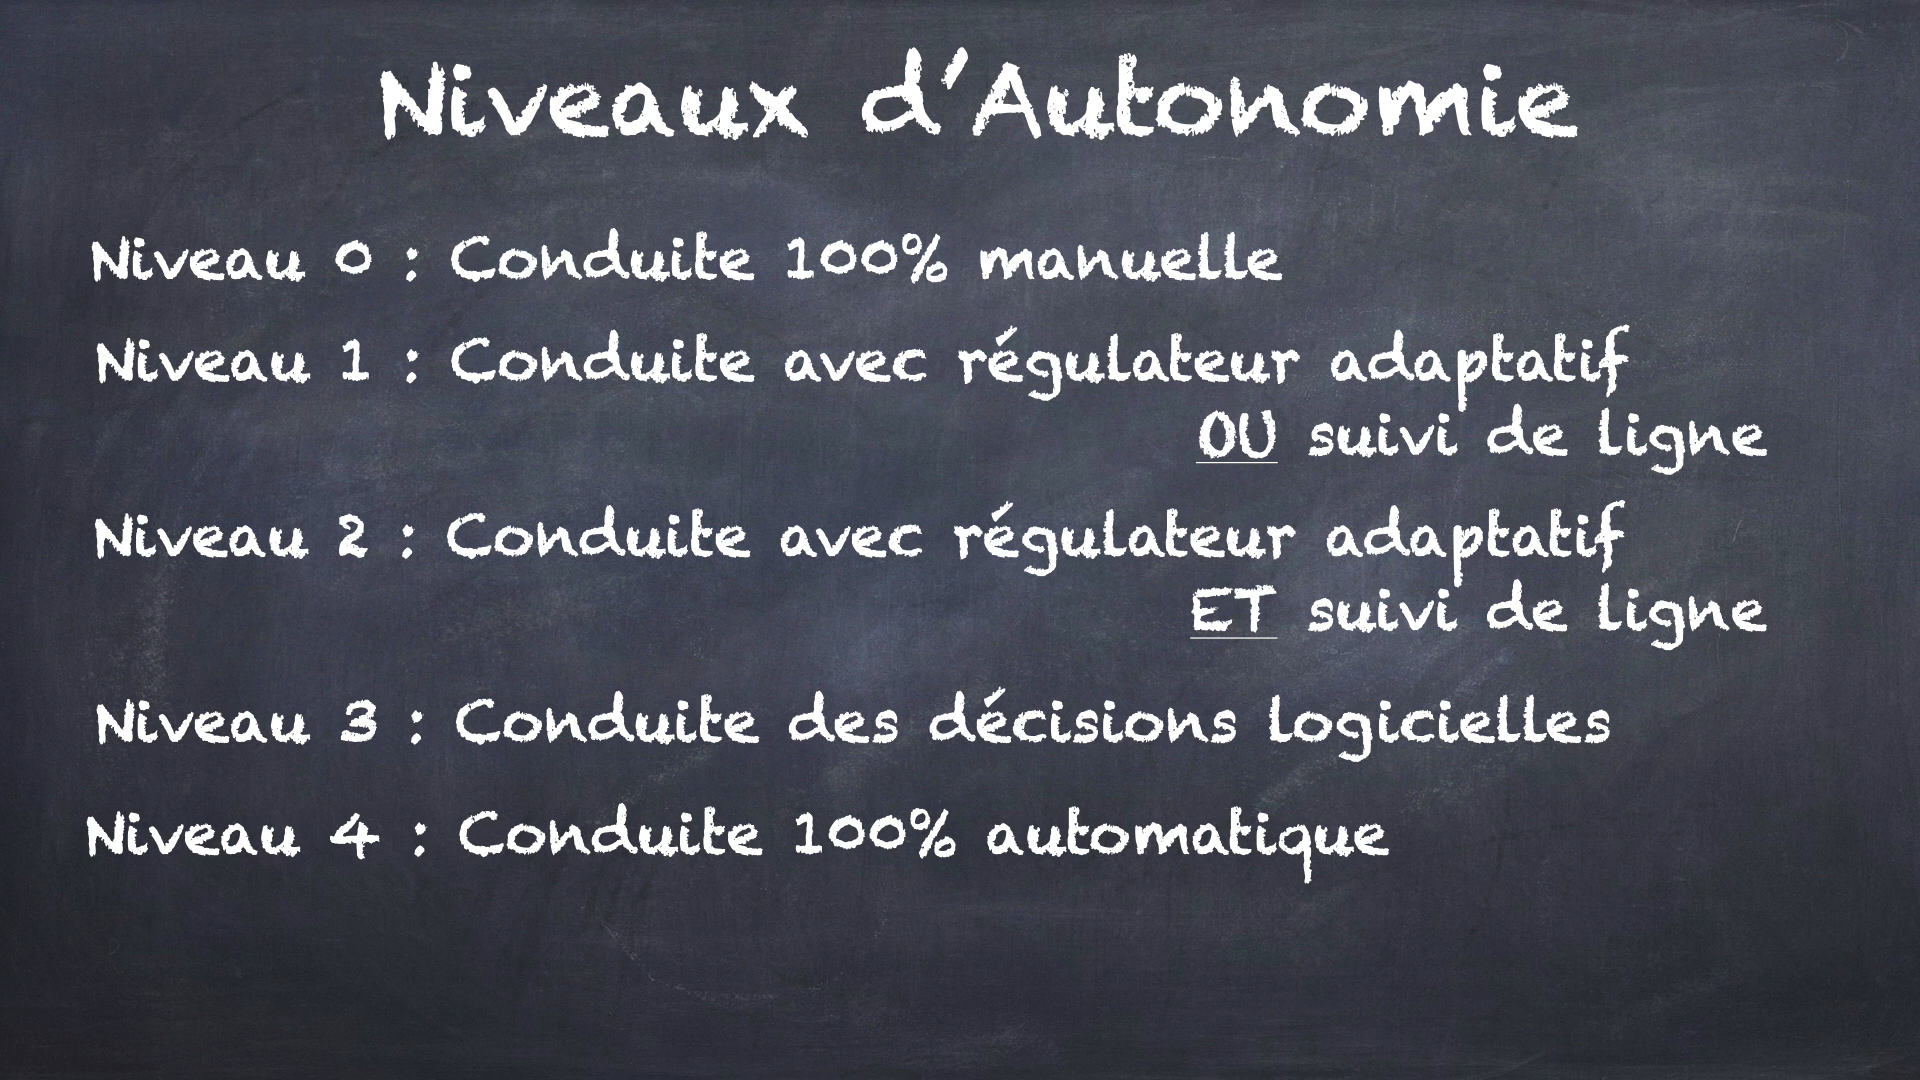 Niveaux d'Autonomie
Niveau 0 : Conduite 100% manuelle
Niveau 1 : Conduite avec régulateur adaptatif
OU suivi de ligne
Niveau 2 : Conduite avec régulateur adaptatif
ET suivi de ligne
Niveau 3 : Conduite des décisions logicielles
Niveau 4 : Conduite 100% automatique